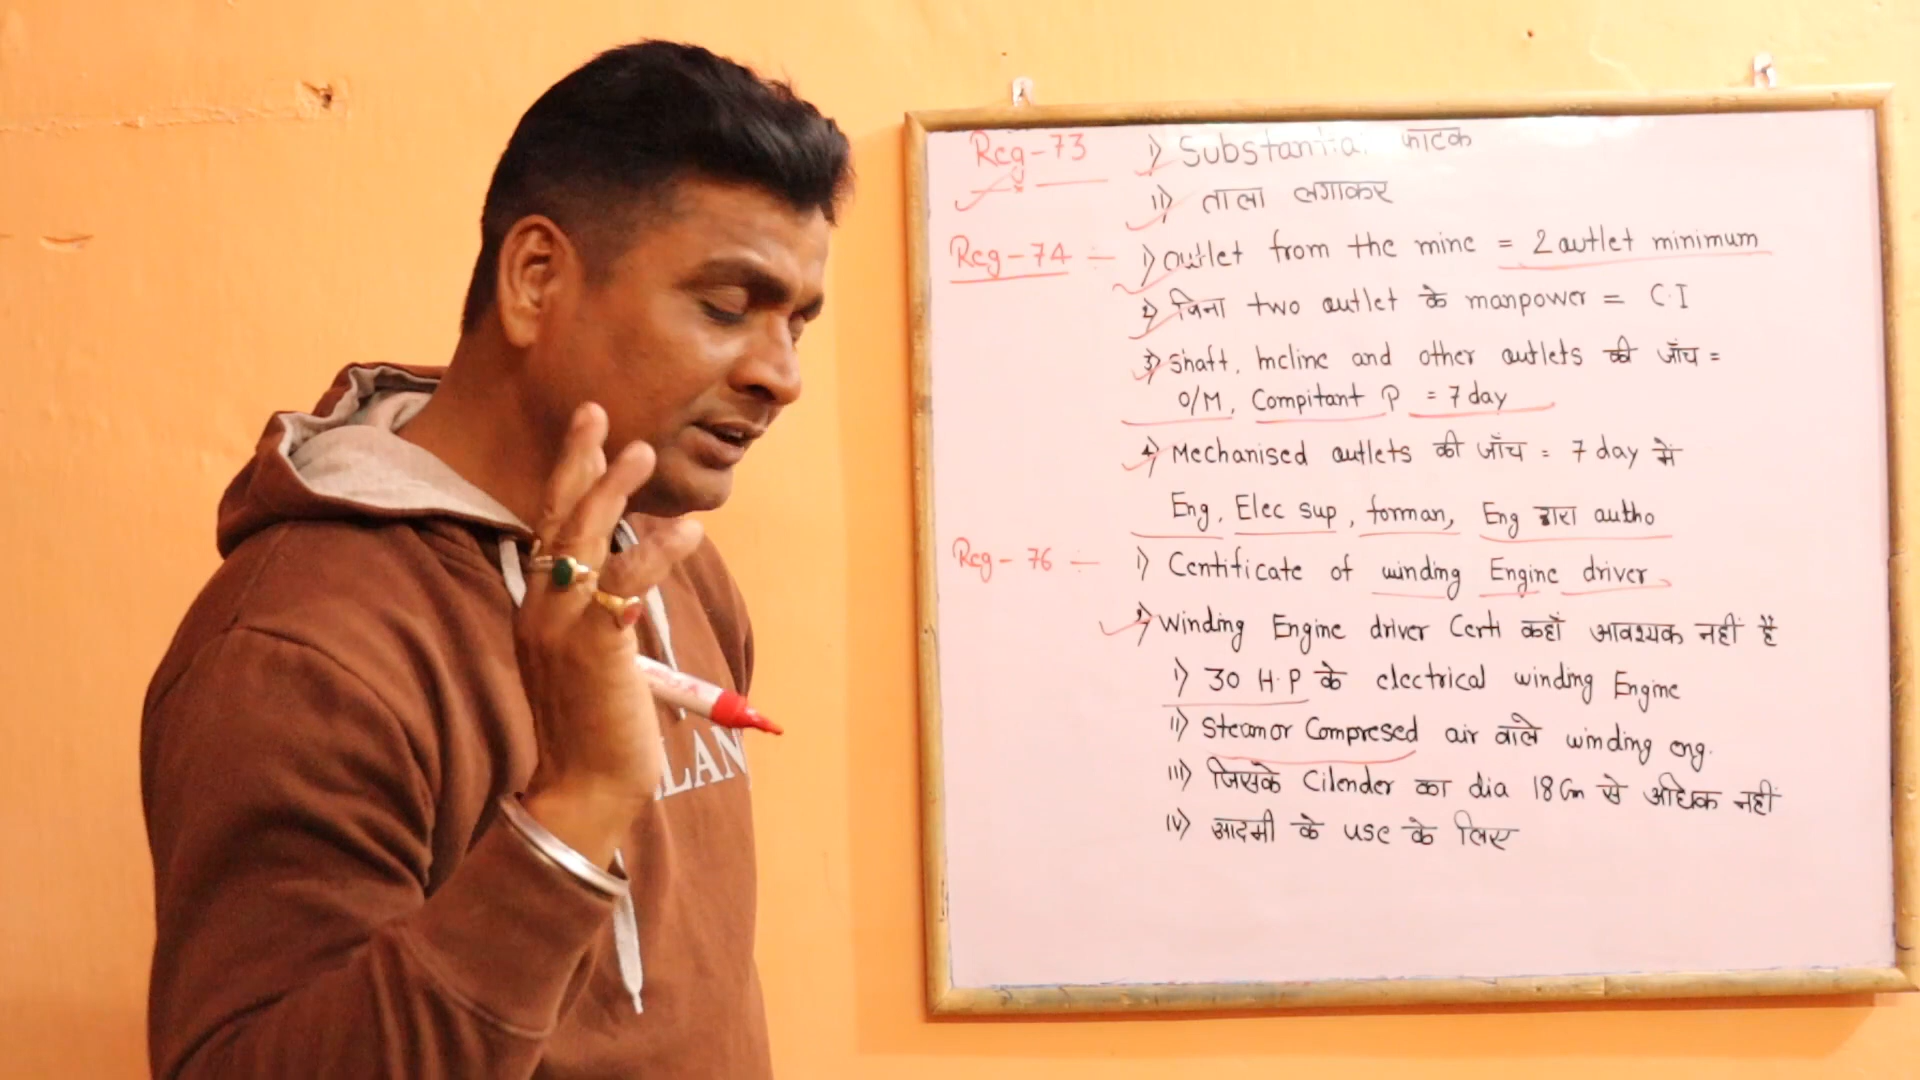 Reg-73 i) Substantial फाटक
ii) ताला लगाकर
Reg-74 :- 1) outlet from the mine = 2 outlet minimum
2) बिना two outlet के manpower = C.I
3) Shaft, Incline and other outlets की जाँच =
O/M, Compitant P = 7 day
4) Mechanised outlets की जाँच = 7 day में
Eng, Elec sup, forman, Eng द्वारा autho
Reg-76 :- 1) Centificate of winding Engine driver
2) Winding Engine driver Certi कहाँ आवश्यक नहीं है
i) 30 H.P के electrical winding Engine
ii) Steamor Compresed air वाले winding eng.
iii) जिसके Cilender का dia 18 Cm से अधिक नहीं
iv) आदमी के use के लिए
LAN